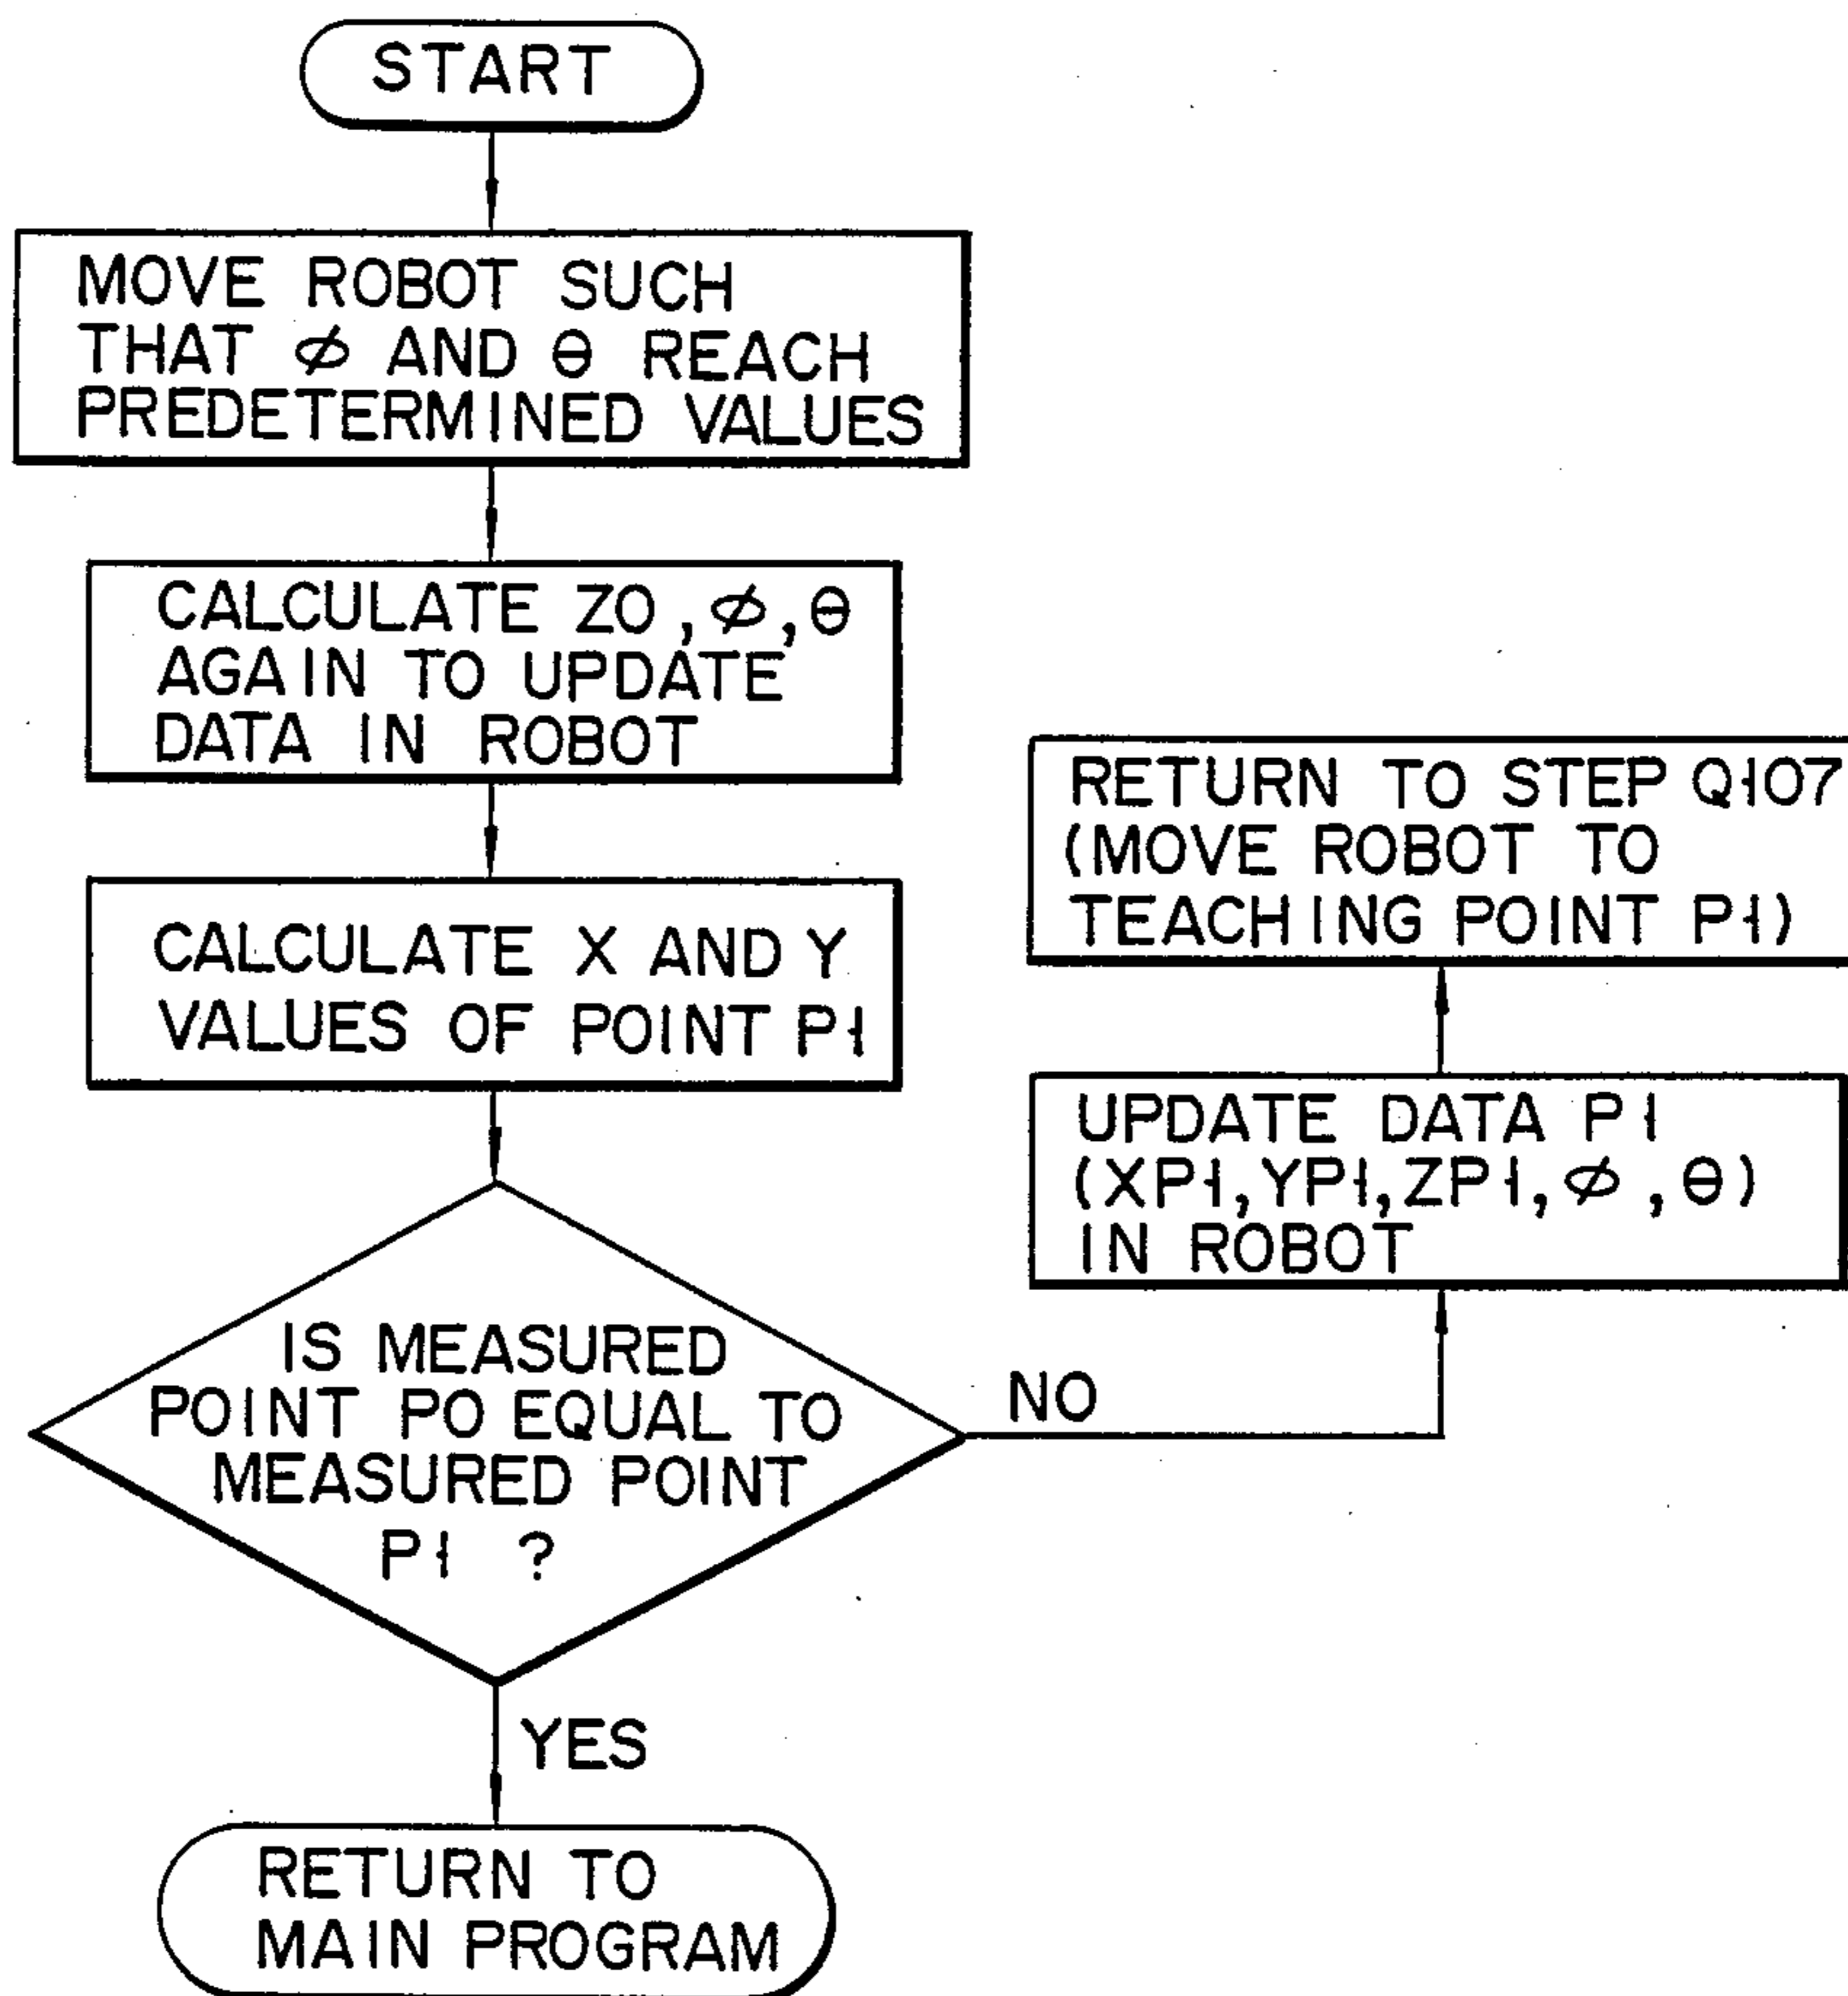 START
MOVE ROBOT SUCH
THAT ϕ AND θ REACH
PREDETERMINED VALUES
CALCULATE Z0, ϕ, θ
AGAIN TO UPDATE
DATA IN ROBOT
CALCULATE X AND Y
VALUES OF POINT P1
IS MEASURED
POINT P0 EQUAL TO
MEASURED POINT
P1 ?
YES
RETURN TO
MAIN PROGRAM
NO
UPDATE DATA P1
(XP1, YP1, ZP1, ϕ, θ)
IN ROBOT
RETURN TO STEP Q107
(MOVE ROBOT TO
TEACHING POINT P1)